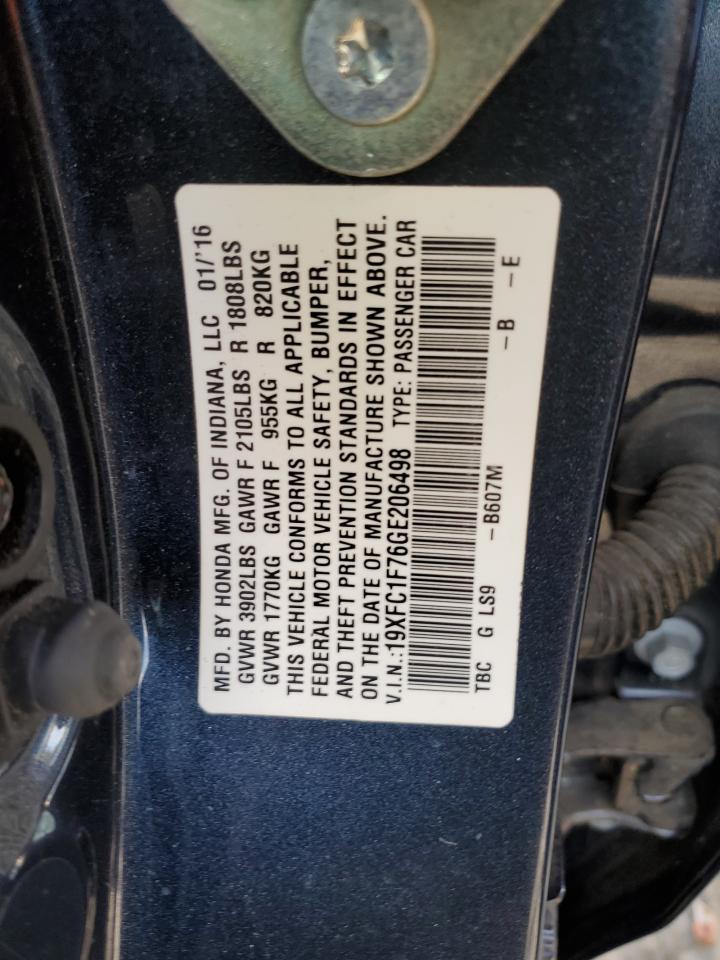 MFD. BY HONDA MFG. OF INDIANA, LLC 01/'16
GVWR 3902LBS GAWR F 2105LBS R 1808LBS
GVWR 1770KG GAWR F 955KG R 820KG
THIS VEHICLE CONFORMS TO ALL APPLICABLE
FEDERAL MOTOR VEHICLE SAFETY, BUMPER,
AND THEFT PREVENTION STANDARDS IN EFFECT
ON THE DATE OF MANUFACTURE SHOWN ABOVE.
V.I.N.:19XFC1F76GE206498 TYPE: PASSENGER CAR
TBC G LS9 –B607M –B –E